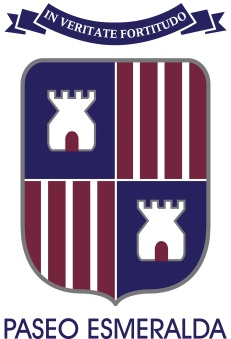 IN VERITATE FORTITUDO
PASEO ESMERALDA